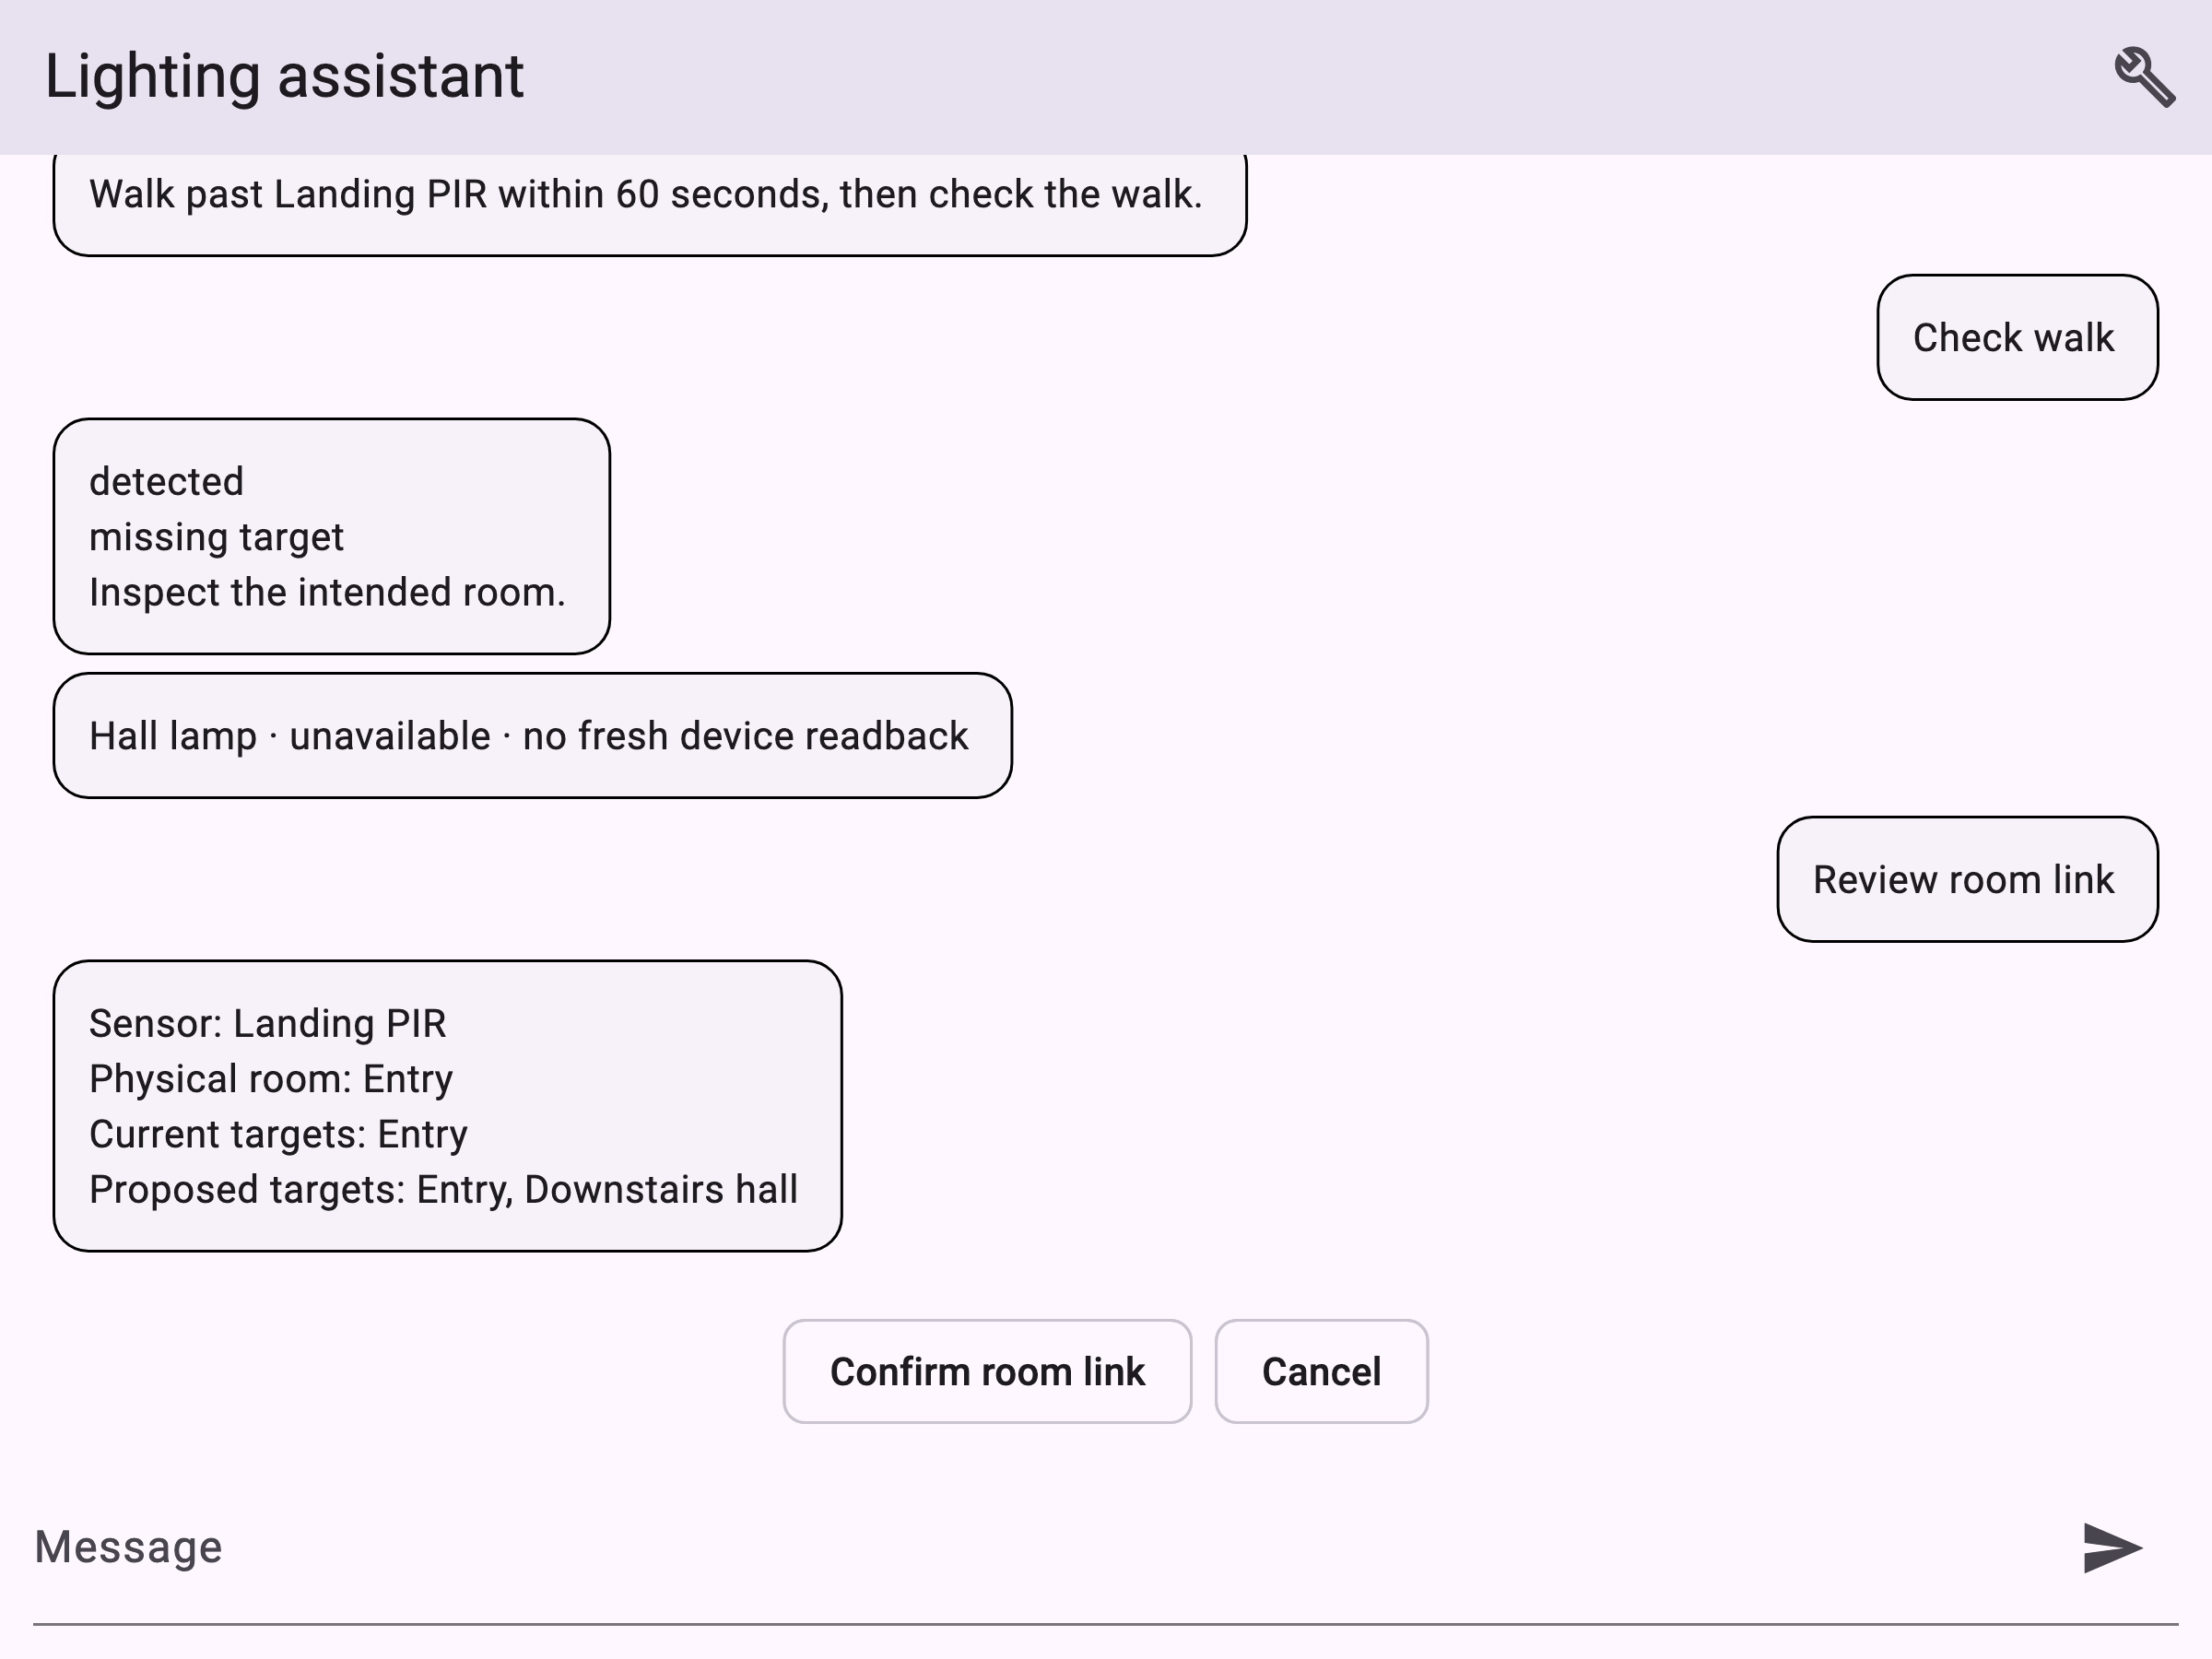 Lighting assistant
Walk past Landing PIR within 60 seconds, then check the walk.
Check walk
detected
missing target
Inspect the intended room.
Hall lamp · unavailable · no fresh device readback
Review room link
Sensor: Landing PIR
Physical room: Entry
Current targets: Entry
Proposed targets: Entry, Downstairs hall
Confirm room link
Cancel
Message